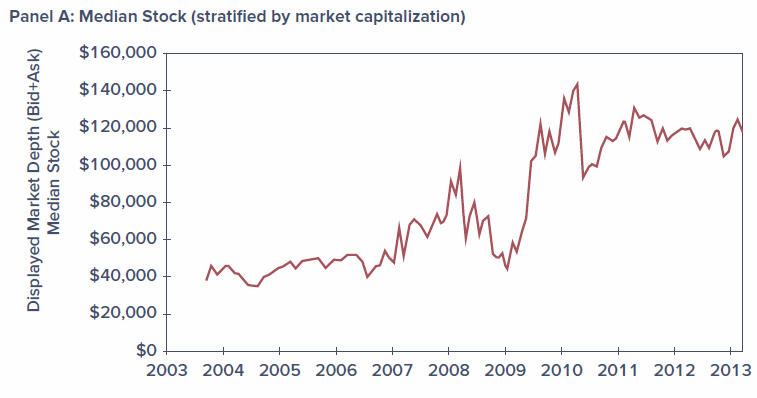 Panel A: Median Stock (stratified by market capitalization)
Displayed Market Depth (Bid+Ask)
Median Stock
$160,000
$140,000
$120,000
$100,000
$80,000
$60,000
$40,000
$20,000
$0
2003 2004 2005 2006 2007 2008 2009 2010 2011 2012 2013